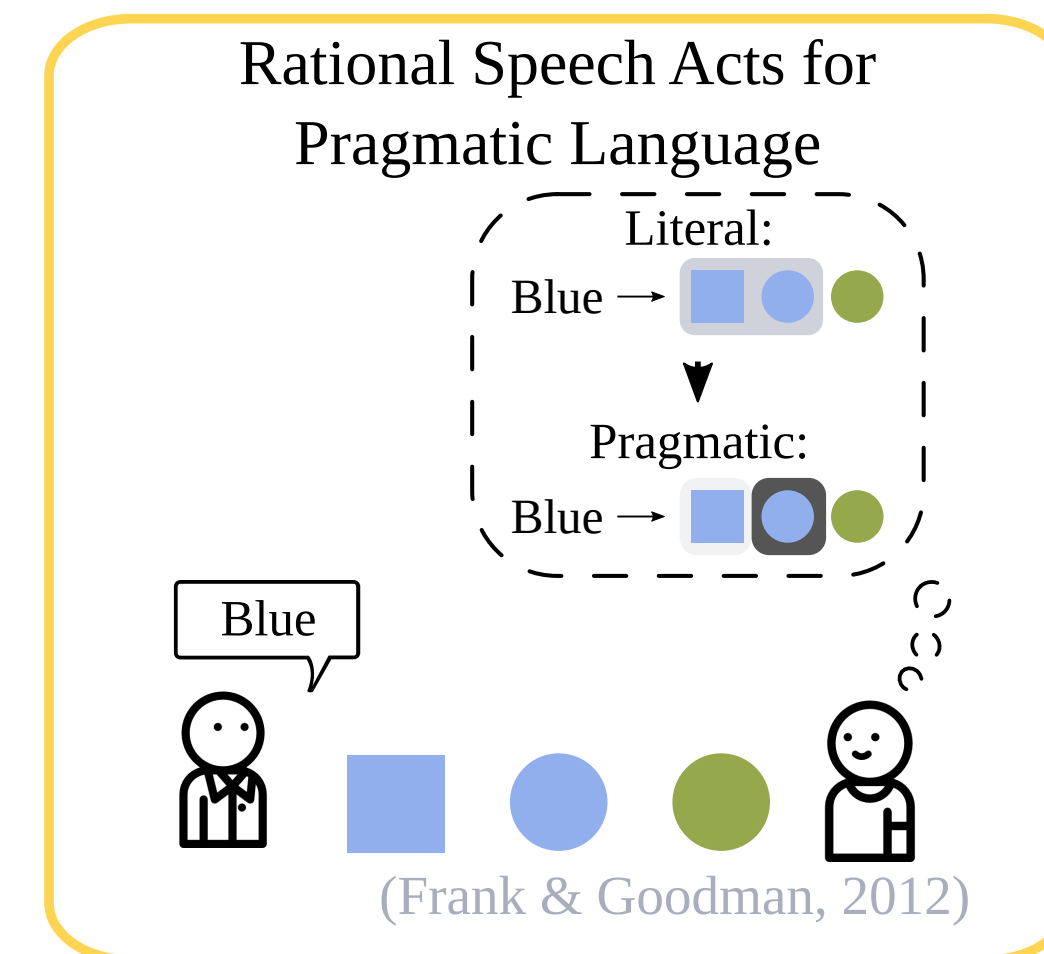 Rational Speech Acts for
Pragmatic Language
Literal:
Blue
Pragmatic:
Blue
Blue
(Frank & Goodman, 2012)